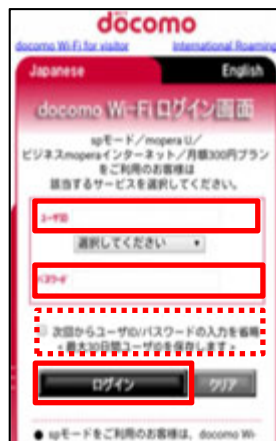 döcomo
docomo Wi-Fi for visitor International Roaming
Japanese English
docomo Wi-Fiログイン画面
spモード／mopera U／
ビジネスmoperaインターネット／月額300円プラン
をご利用のお客様は
該当するサービスを選択してください。
ユーザID
選択してください
パスワード
次回からユーザID/パスワードの入力を省略
＜最大30日間ユーザIDを保存します＞
ログイン クリア
● spモードをご利用のお客様は、docomo Wi-